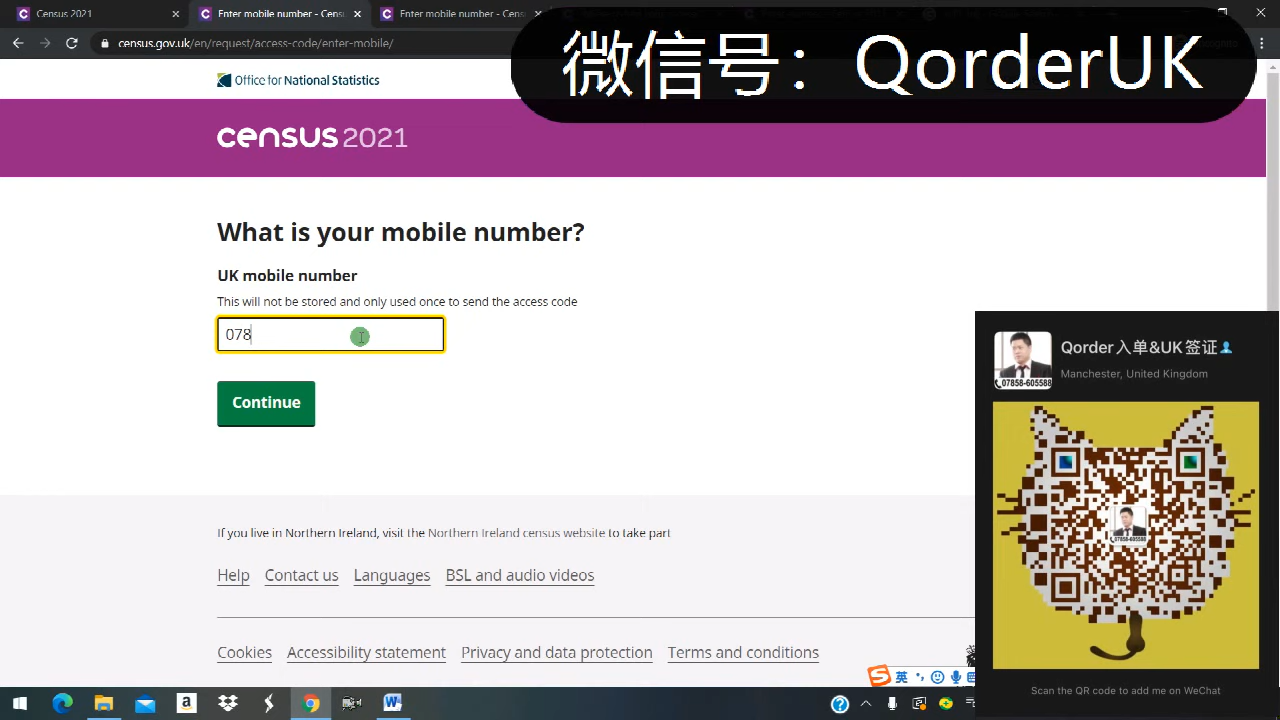 Census 2021
Enter mobile number - Census
Enter mobile number - Census
census.gov.uk/en/request/access-code/enter-mobile/
微信号：QorderUK
Office for National Statistics
census 2021
What is your mobile number?
UK mobile number
This will not be stored and only used once to send the access code
078
Continue
Qorder入单&UK签证
Manchester, United Kingdom
07858-605588
07858-605588
If you live in Northern Ireland, visit the Northern Ireland census website to take part
Help Contact us Languages BSL and audio videos
Cookies Accessibility statement Privacy and data protection Terms and conditions
英
Scan the QR code to add me on WeChat